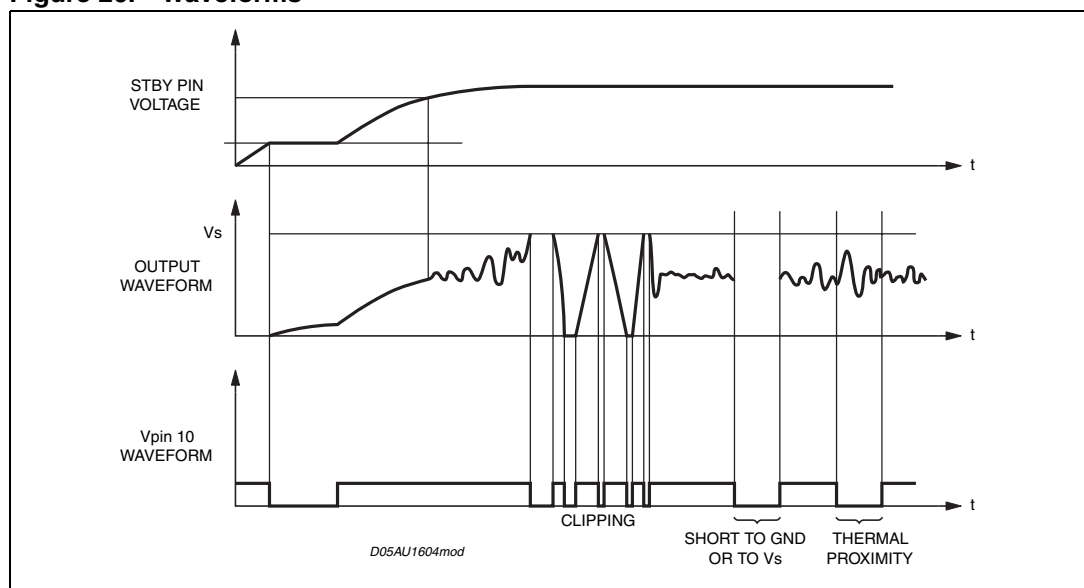 Figure Waveforms
STBY PIN
VOLTAGE
t
Vs
OUTPUT
WAVEFORM
t
Vpin 10
WAVEFORM
t
CLIPPING
SHORT TO GND
OR TO Vs
THERMAL
PROXIMITY
D05AU1604mod